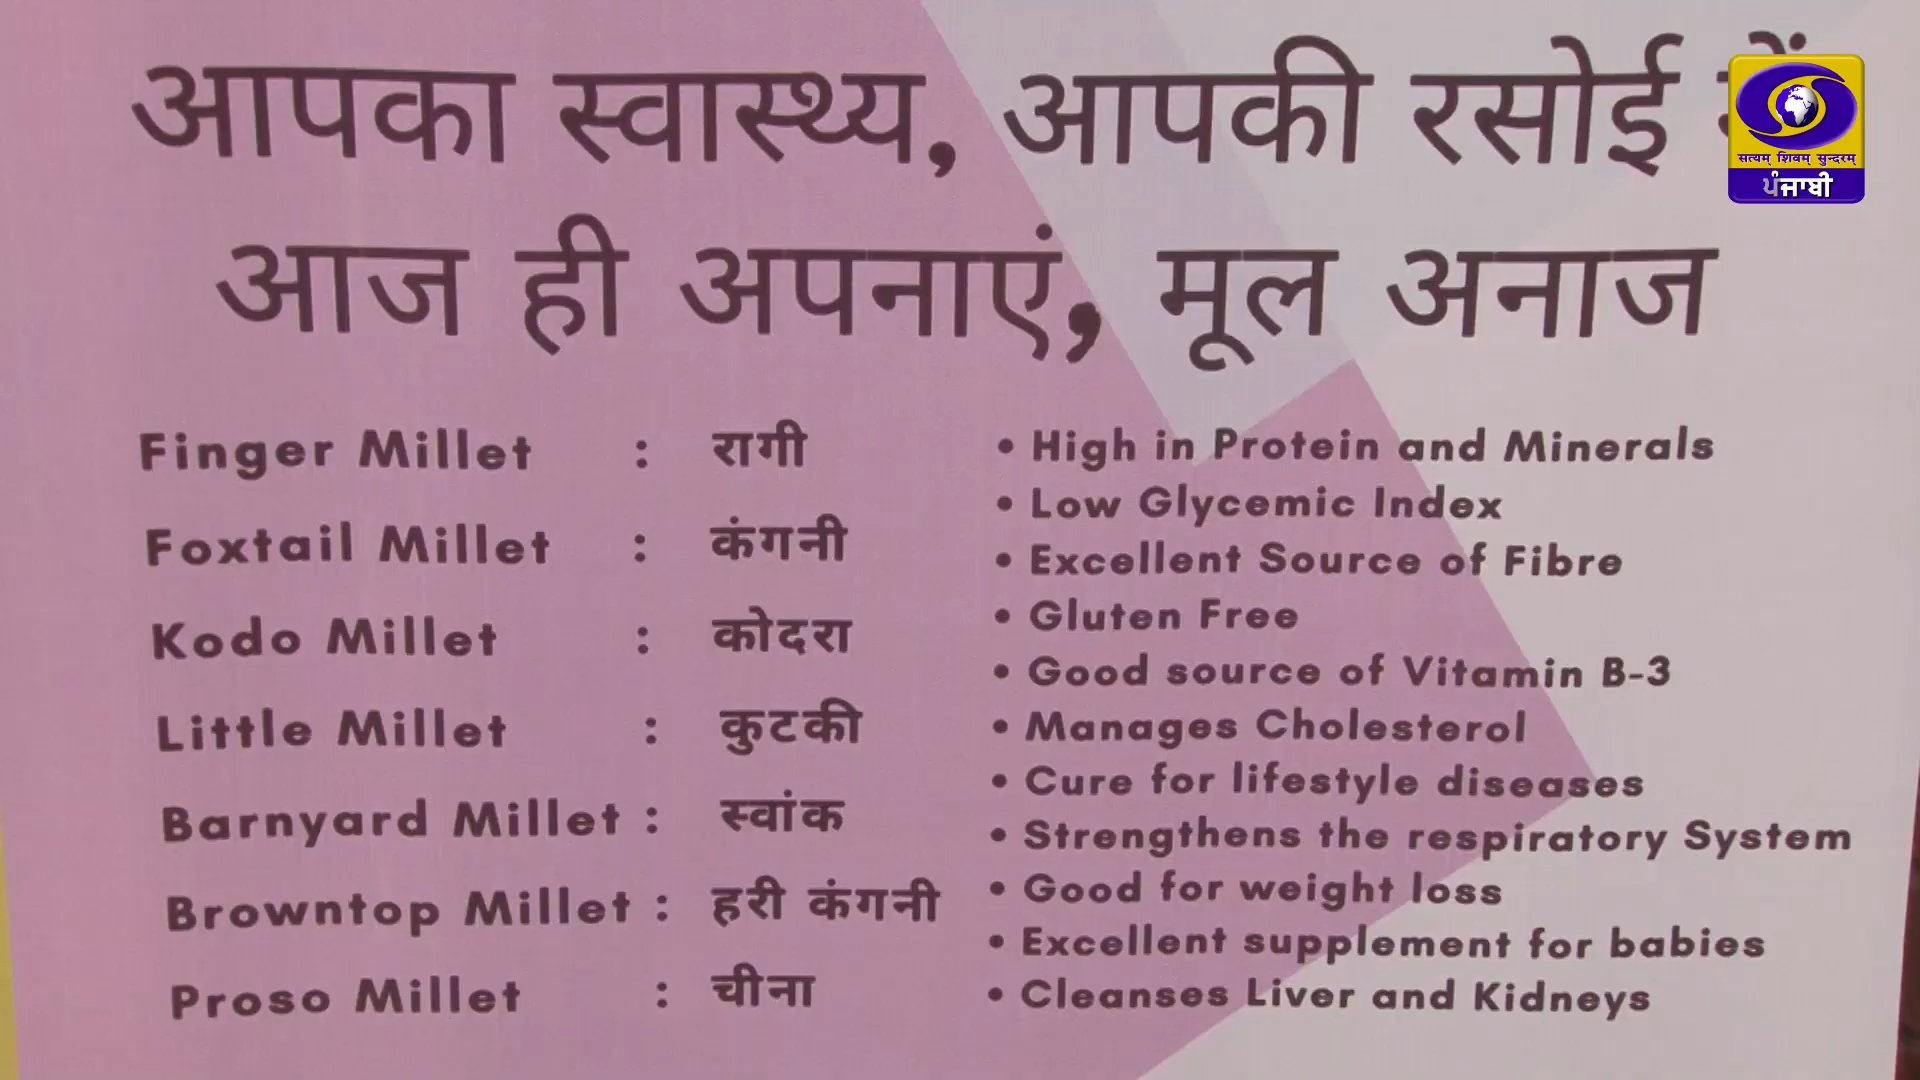 आपका स्वास्थ्य, आपकी रसोई में
आज ही अपनाएं, मूल अनाज
Finger Millet : रागी
Foxtail Millet : कंगनी
Kodo Millet : कोदरा
Little Millet : कुटकी
Barnyard Millet : स्वांक
Browntop Millet : हरी कंगनी
Proso Millet : चीना
• High in Protein and Minerals
• Low Glycemic Index
• Excellent Source of Fibre
• Gluten Free
• Good source of Vitamin B-3
• Manages Cholesterol
• Cure for lifestyle diseases
• Strengthens the respiratory System
• Good for weight loss
• Excellent supplement for babies
• Cleanses Liver and Kidneys
सत्यम् शिवम् सुन्दरम्
ਪੰਜਾਬੀ